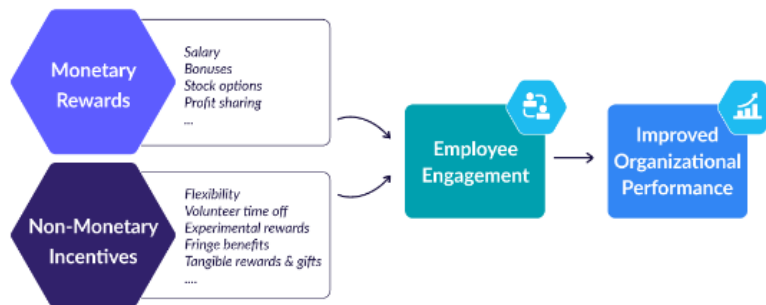 Monetary
Rewards
Salary
Bonuses
Stock options
Profit sharing
....
Non-Monetary
Incentives
Flexibility
Volunteer time off
Experimental rewards
Fringe benefits
Tangible rewards & gifts
....
Employee
Engagement
Improved
Organizational
Performance